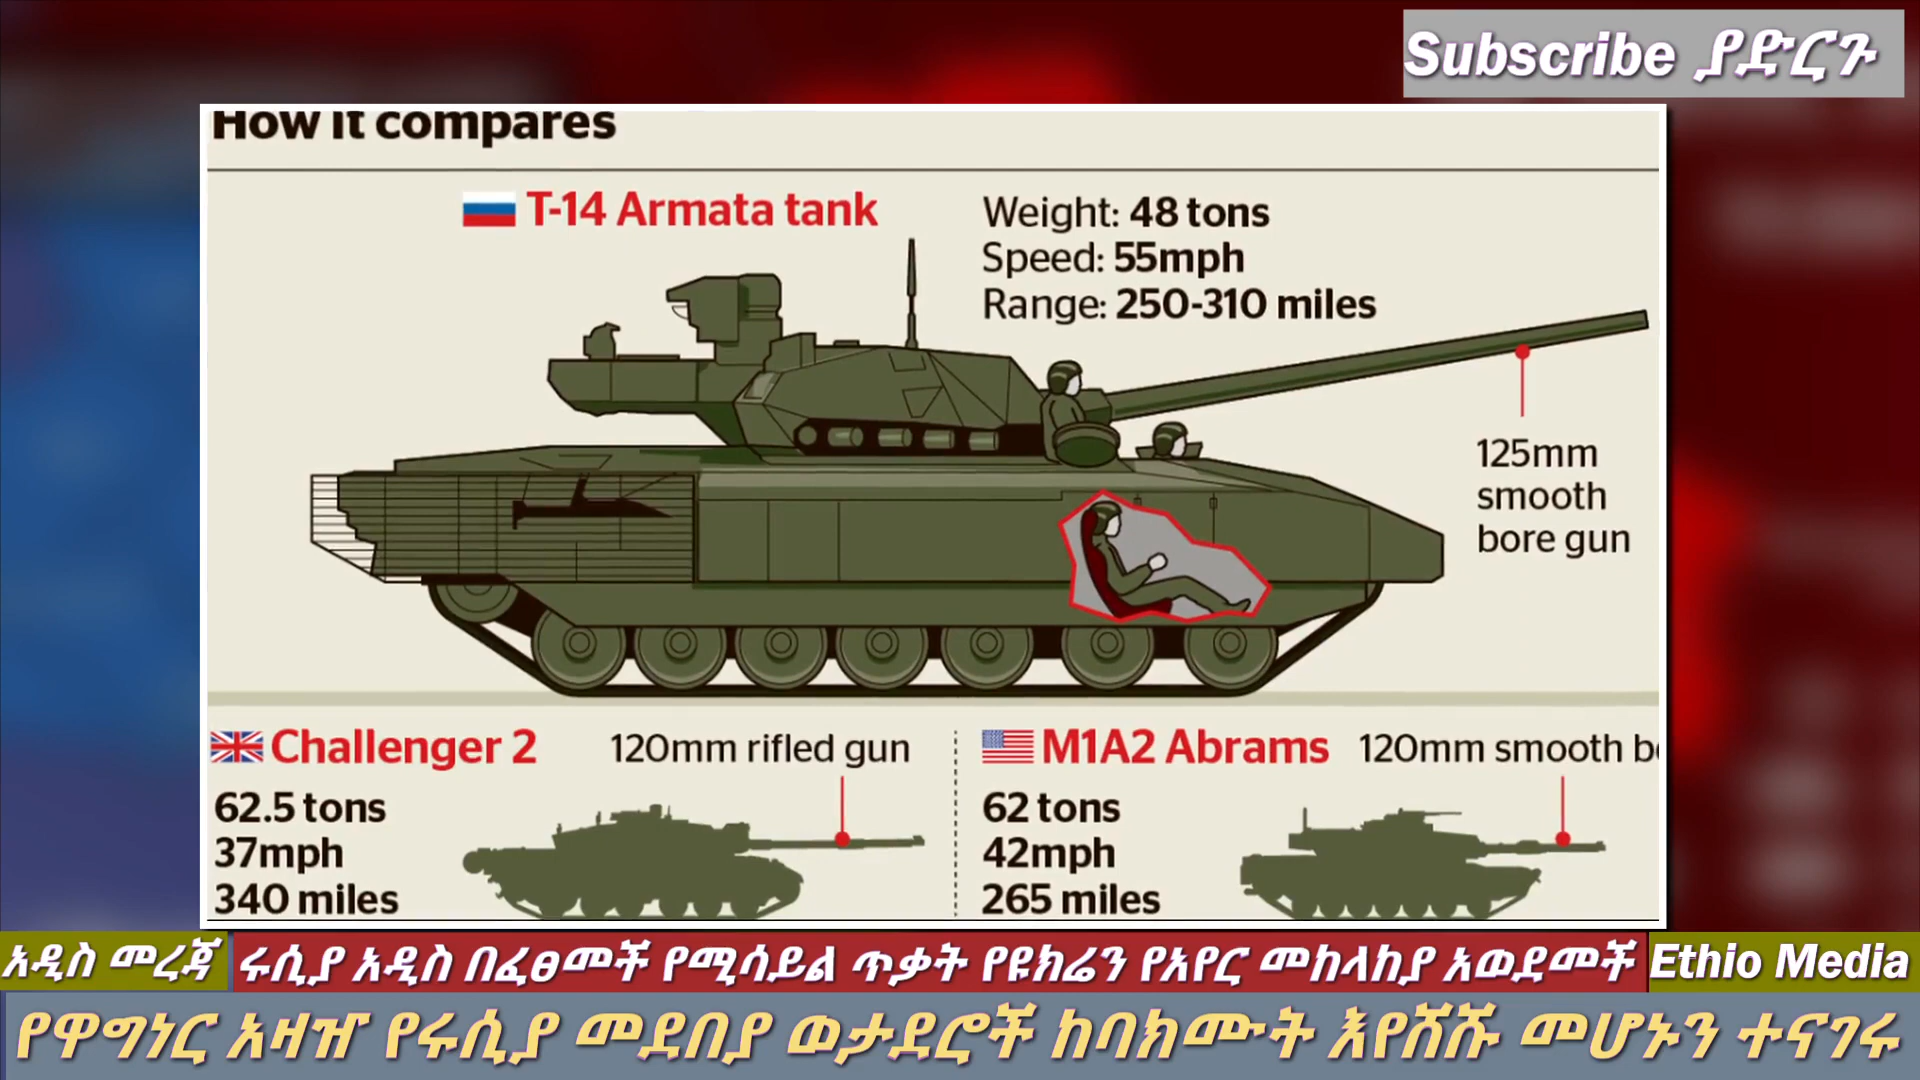 Subscribe ያድርጉ
How it compares
T-14 Armata tank
Weight: 48 tons
Speed: 55mph
Range: 250-310 miles
125mm
smooth
bore gun
Challenger 2
120mm rifled gun
62.5 tons
37mph
340 miles
M1A2 Abrams
120mm smooth
62 tons
42mph
265 miles
አዲስ መረጃ
ሩሲያ አዲስ በፈፀመች የሚሳይል ጥቃት የዩክሬን የአየር መከላከያ አወደመች
Ethio Media
የዋግነር አዛዥ የሩሲያ መደበያ ወታደሮች ከባክሙት እየሸሹ መሆኑን ተናገሩ